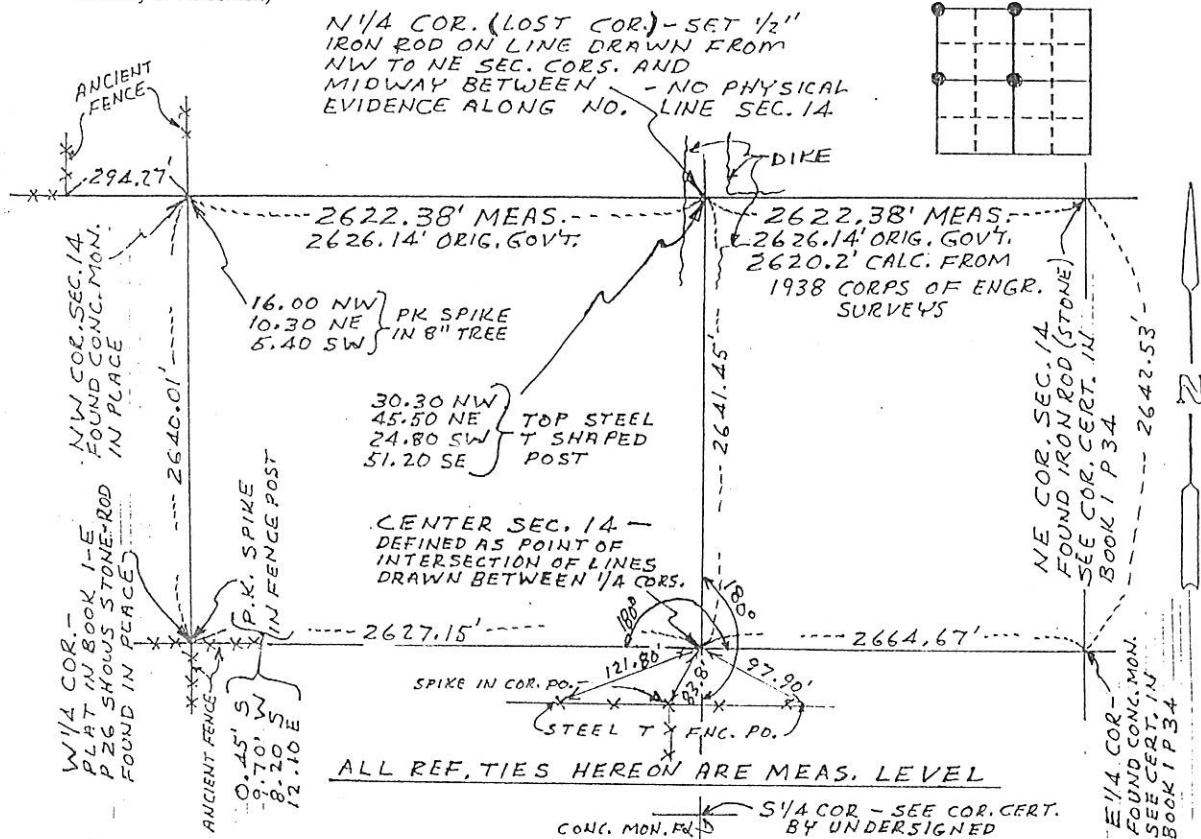 N 1/4 COR. (LOST COR.) - SET 1/2"
IRON ROD ON LINE DRAWN FROM
NW TO NE SEC. CORS. AND
MIDWAY BETWEEN - NO PHYSICAL
EVIDENCE ALONG NO. LINE SEC. 14
ANCIENT
FENCE
DIKE
294.27'
2622.38' MEAS.
2626.14' ORIG. GOV'T.
2622.38' MEAS.
2626.14' ORIG. GOV'T.
2620.2' CALC. FROM
1938 CORPS OF ENGR.
SURVEYS
NW COR. SEC. 14
FOUND CONC. MON.
IN PLACE
16.00 NW
10.30 NE
5.40 SW
PK SPIKE
IN 8" TREE
30.30 NW
45.50 NE
24.80 SW
51.20 SE
TOP STEEL
T SHAPED
POST
2640.01'
2641.45'
NE COR. SEC. 14
FOUND IRON ROD (STONE)
SEE COR. CERT. IN
BOOK 1 P 34
2642.53'
N
CENTER SEC. 14 -
DEFINED AS POINT OF
INTERSECTION OF LINES
DRAWN BETWEEN 1/4 CORS.
180°
180°
W 1/4 COR. -
PLAT IN BOOK 1-E
P 26 SHOWS STONE-ROD
FOUND IN PLACE
P.K. SPIKE
IN FENCE POST
0.45' S
9.70' W
8.20 S
12.10 E
ANCIENT FENCE
2627.15'
2664.67'
121.80'
83.8'
97.90'
SPIKE IN COR. PO.
STEEL T FNC. PO.
ALL REF. TIES HEREON ARE MEAS. LEVEL
CONC. MON. FD.
S 1/4 COR - SEE COR. CERT.
BY UNDERSIGNED
E 1/4 COR -
FOUND CONC. MON.
SEE CERT. IN
BOOK 1 P 34